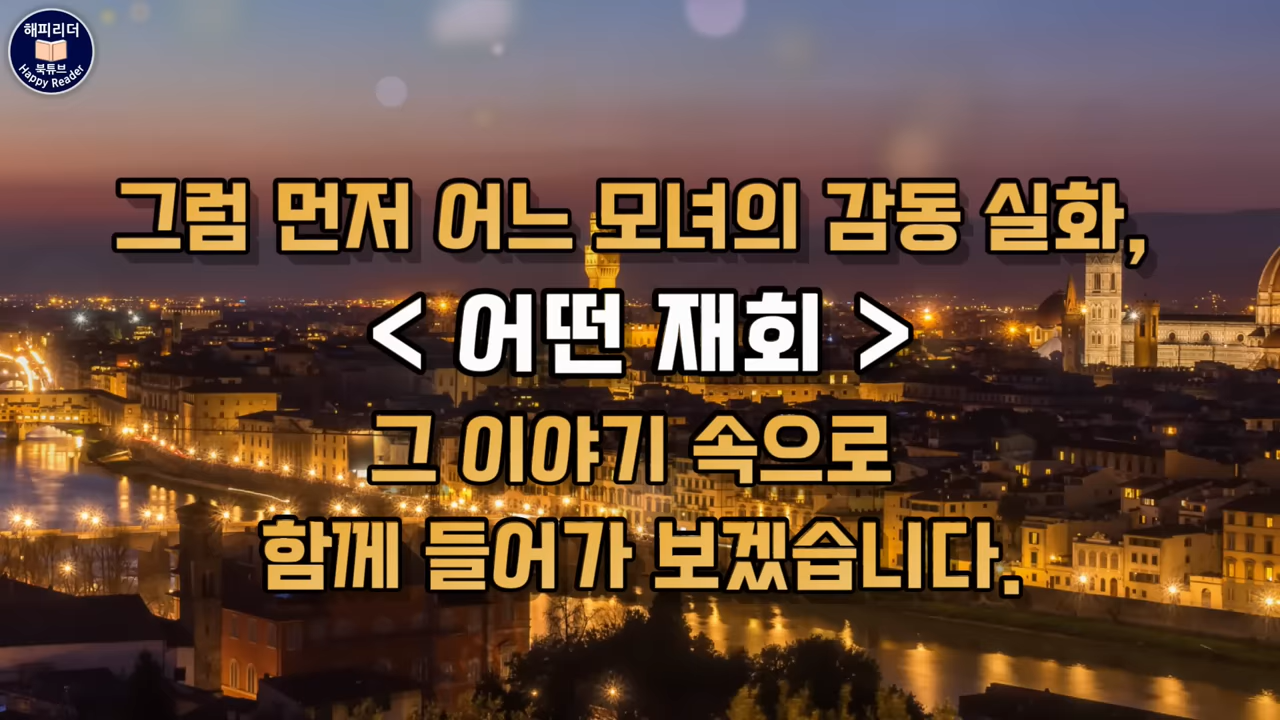 해피리더
북튜브
Happy Reader
그럼 먼저 어느 모녀의 감동 실화,
< 어떤 재회 >
그 이야기 속으로
함께 들어가 보겠습니다.